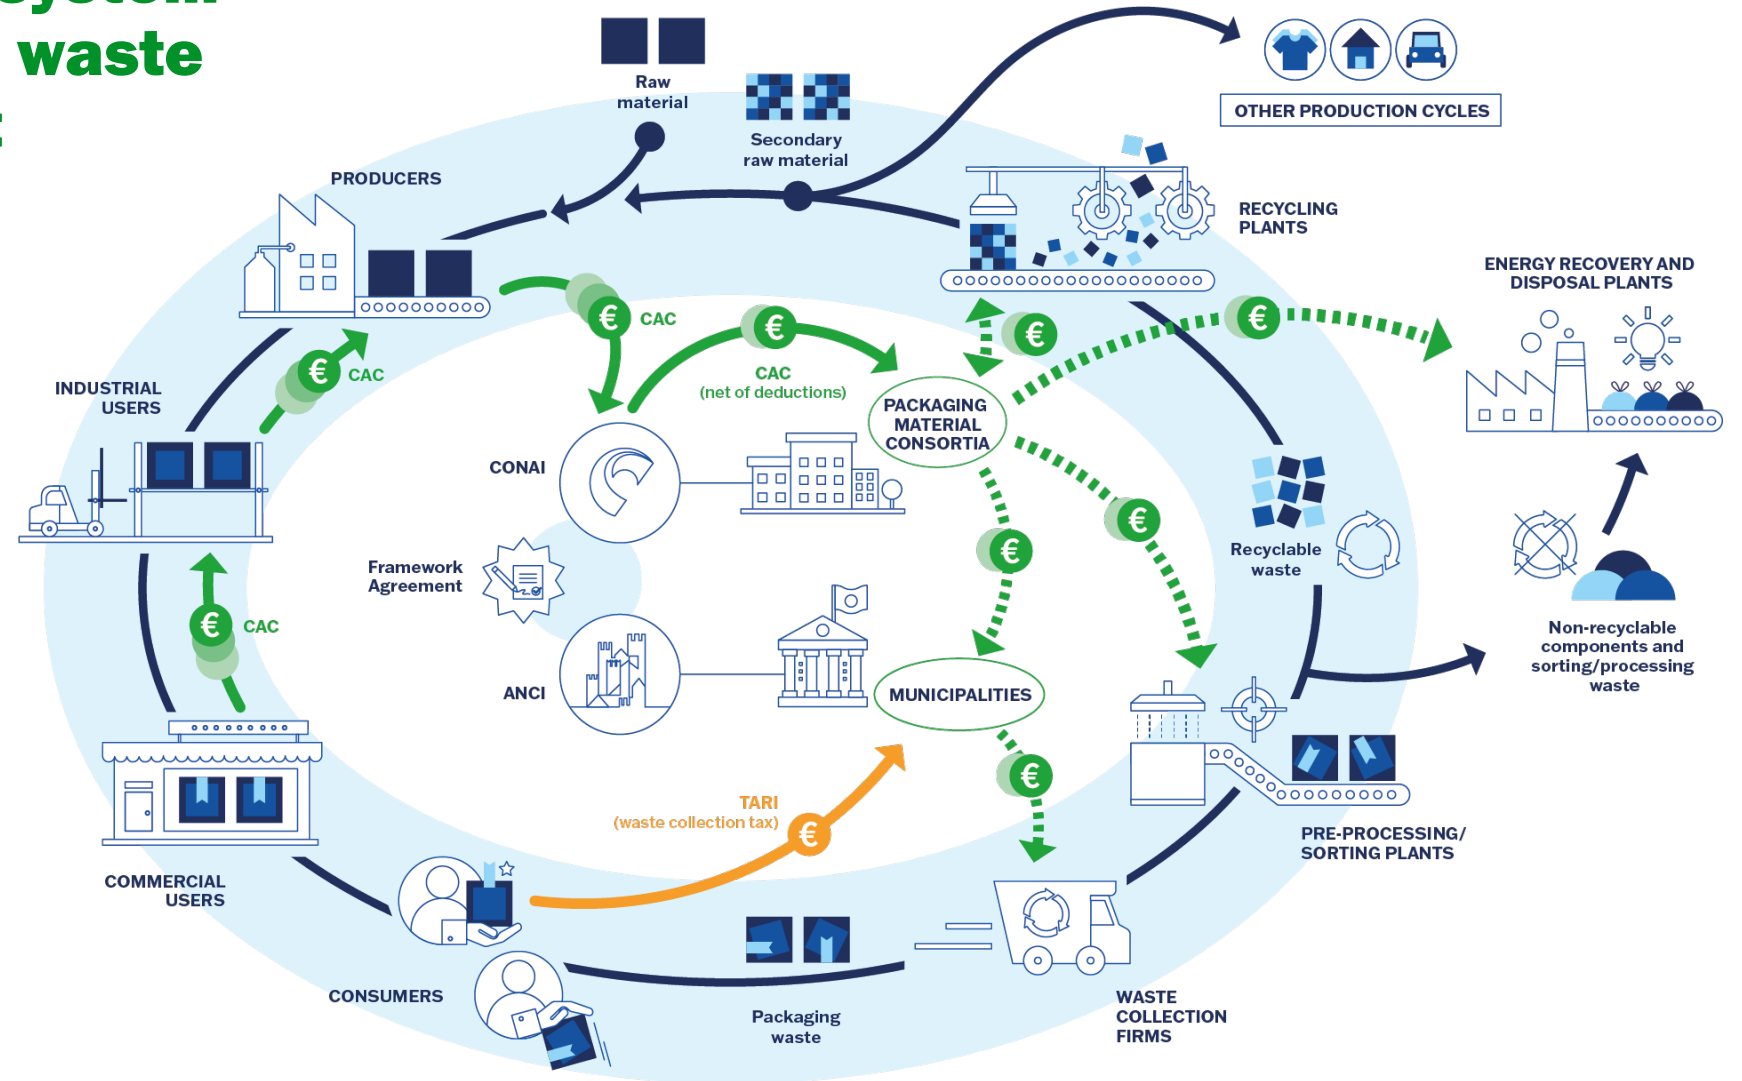 waste
Raw
material
Secondary
raw material
OTHER PRODUCTION CYCLES
PRODUCERS
RECYCLING
PLANTS
ENERGY RECOVERY AND
DISPOSAL PLANTS
€
CAC
€
CAC
(net of deductions)
€
€
€
CAC
INDUSTRIAL
USERS
PACKAGING
MATERIAL
CONSORTIA
CONAI
€
€
Recyclable
waste
Framework
Agreement
€
CAC
Non-recyclable
components and
sorting/processing
waste
ANCI
MUNICIPALITIES
€
TARI
(waste collection tax)
€
PRE-PROCESSING/
SORTING PLANTS
COMMERCIAL
USERS
CONSUMERS
Packaging
waste
WASTE
COLLECTION
FIRMS